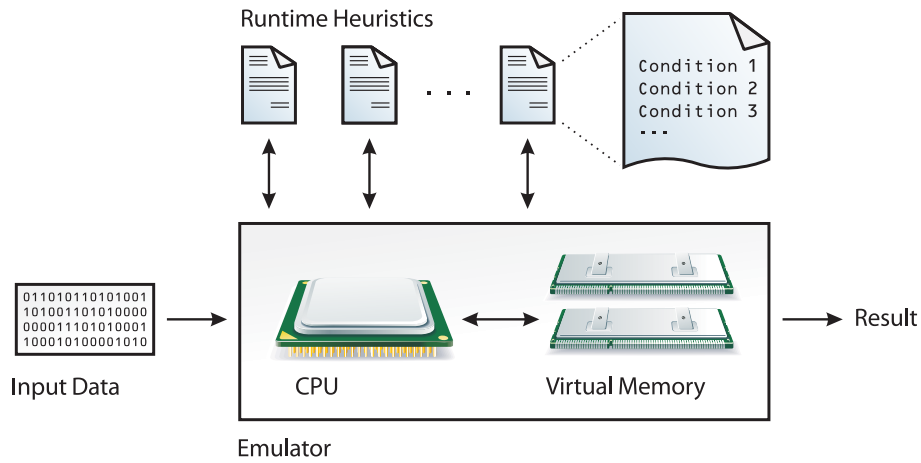 Runtime Heuristics
. . .
Condition 1
Condition 2
Condition 3
...
011010110101001
101001101010000
000011101010001
100010100001010
Input Data
CPU
Virtual Memory
Result
Emulator